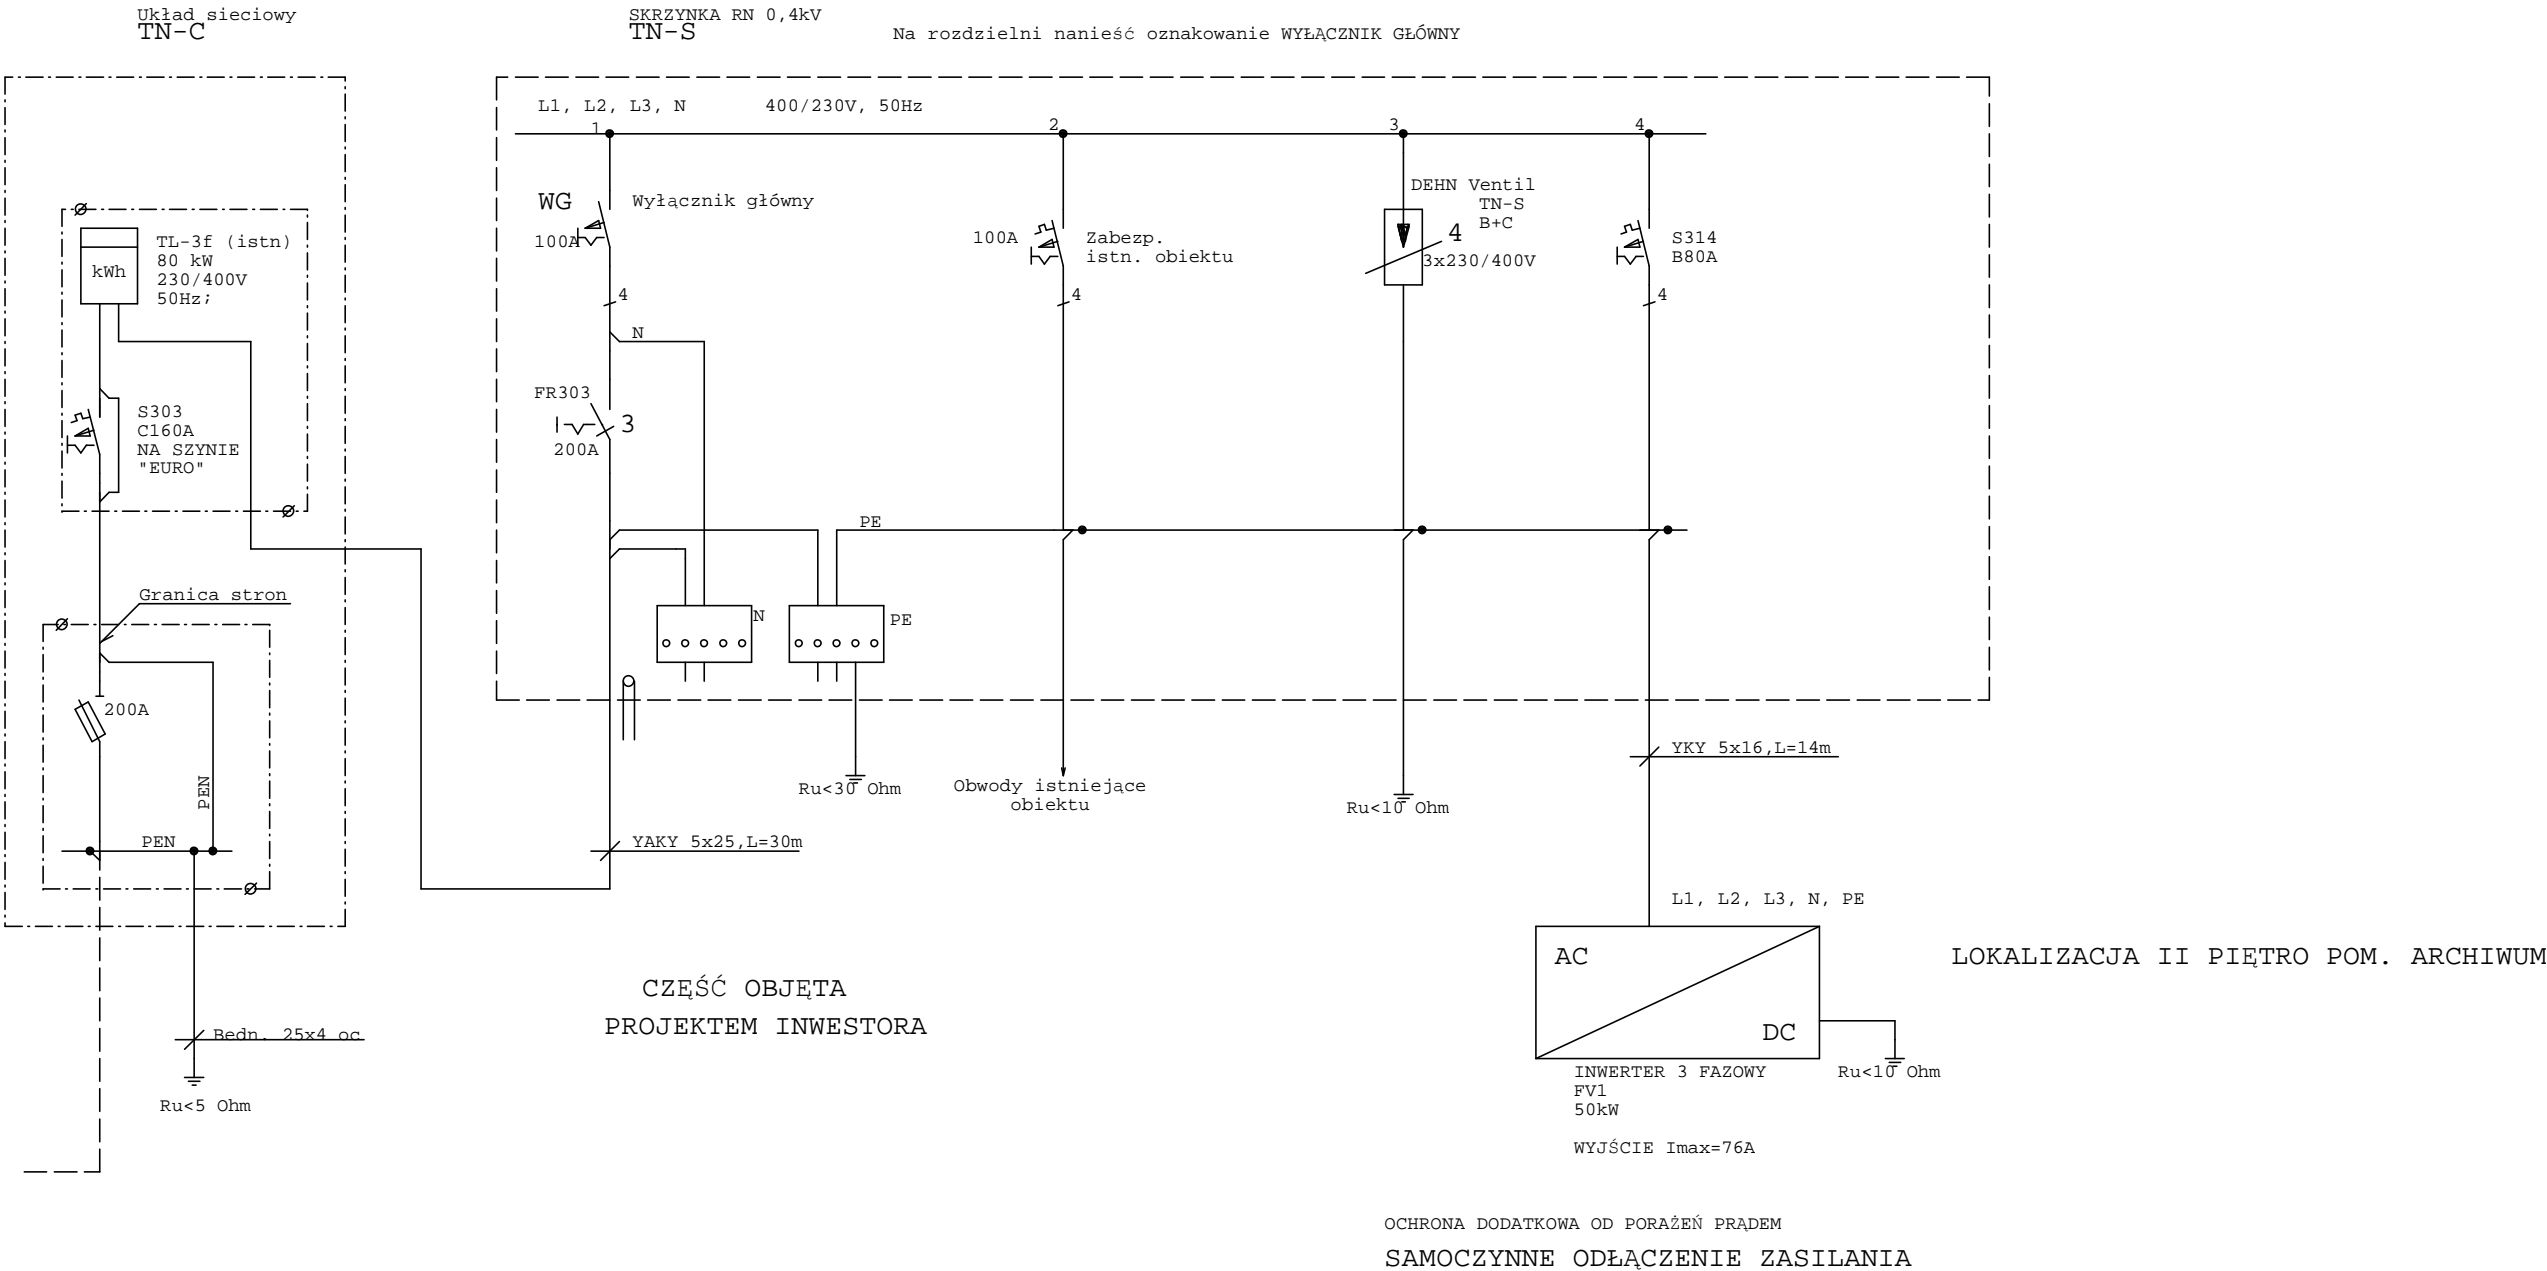 Układ sieciowy
TN-C
SKRZYNKA RN 0,4kV
TN-S
Na rozdzielni nanieść oznakowanie WYŁĄCZNIK GŁÓWNY
L1, L2, L3, N
400/230V, 50Hz
1
2
3
4
WG
Wyłącznik główny
100A
4
N
FR303
3
200A
100A
Zabezp.
istn. obiektu
4
DEHN Ventil
TN-S
B+C
4
3x230/400V
S314
B80A
4
kWh
TL-3f (istn)
80 kW
230/400V
50Hz;
S303
C160A
NA SZYNIE
"EURO"
Granica stron
200A
PEN
PEN
PE
N
PE
Ru<30 Ohm
Obwody istniejące
obiektu
Ru<10 Ohm
YKY 5x16,L=14m
YAKY 5x25,L=30m
L1, L2, L3, N, PE
AC
DC
LOKALIZACJA II PIĘTRO POM. ARCHIWUM
CZĘŚĆ OBJĘTA
PROJEKTEM INWESTORA
Bedn. 25x4 oc
Ru<5 Ohm
INWERTER 3 FAZOWY
FV1
50kW
Ru<10 Ohm
WYJŚCIE Imax=76A
OCHRONA DODATKOWA OD PORAŻEŃ PRĄDEM
SAMOCZYNNE ODŁĄCZENIE ZASILANIA